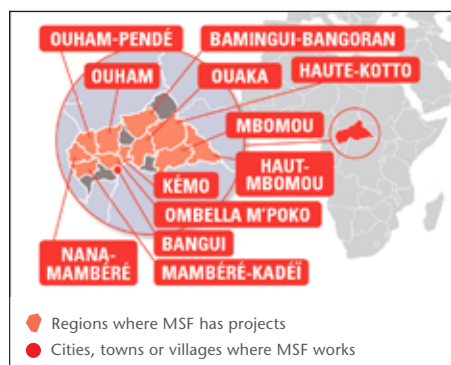 OUHAM-PENDÉ
BAMINGUI-BANGORAN
OUHAM
OUAKA
HAUTE-KOTTO
MBOMOU
HAUT-
MBOMOU
KÉMO
OMBELLA M'POKO
BANGUI
NANA-
MAMBÉRÉ
MAMBÉRÉ-KADÉÏ
Regions where MSF has projects
Cities, towns or villages where MSF works